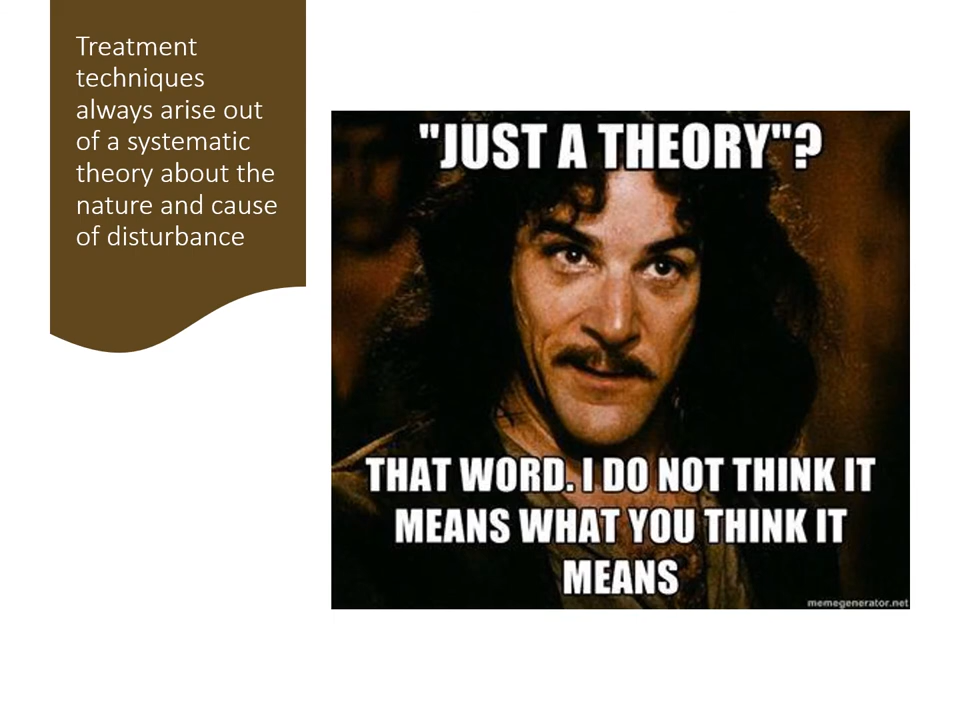 Treatment
techniques
always arise out
of a systematic
theory about the
nature and cause
of disturbance
"JUST A THEORY"?
THAT WORD. I DO NOT THINK IT
MEANS WHAT YOU THINK IT
MEANS
memegenerator.net